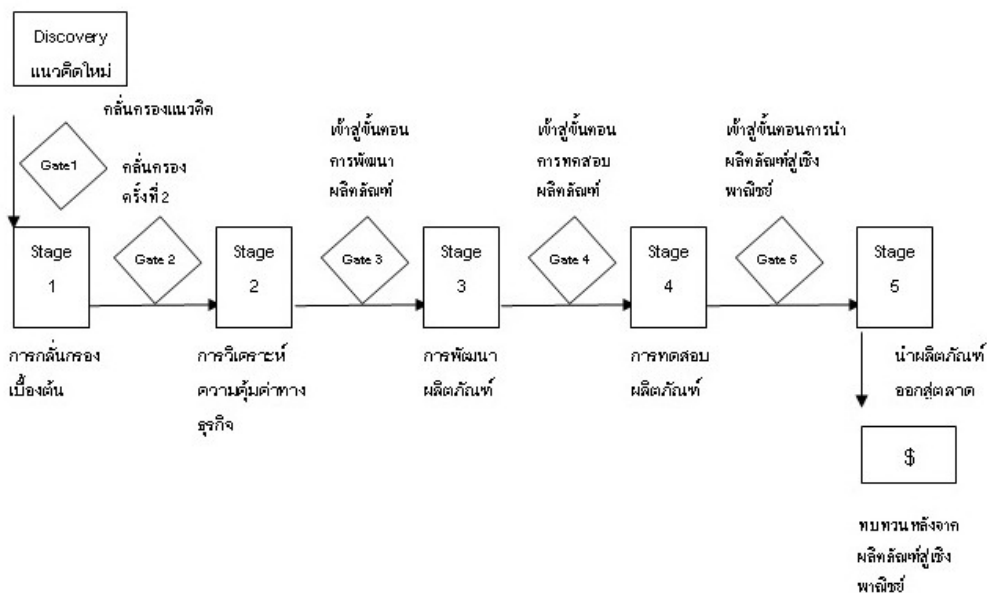 Discovery
แนวคิดใหม่
กลั่นกรองแนวคิด
Gate1
กลั่นกรอง
ครั้งที่ 2
เข้าสู่ขั้นตอน
การพัฒนา
ผลิตภัณฑ์
เข้าสู่ขั้นตอน
การทดสอบ
ผลิตภัณฑ์
เข้าสู่ขั้นตอนการนำ
ผลิตภัณฑ์สู่เชิง
พาณิชย์
Stage
1
Gate 2
Stage
2
Gate 3
Stage
3
Gate 4
Stage
4
Gate 5
Stage
5
การกลั่นกรอง
เบื้องต้น
การวิเคราะห์
ความคุ้มค่าทาง
ธุรกิจ
การพัฒนา
ผลิตภัณฑ์
การทดสอบ
ผลิตภัณฑ์
นำผลิตภัณฑ์
ออกสู่ตลาด
$
ทบทวนหลังจาก
ผลิตภัณฑ์สู่เชิง
พาณิชย์